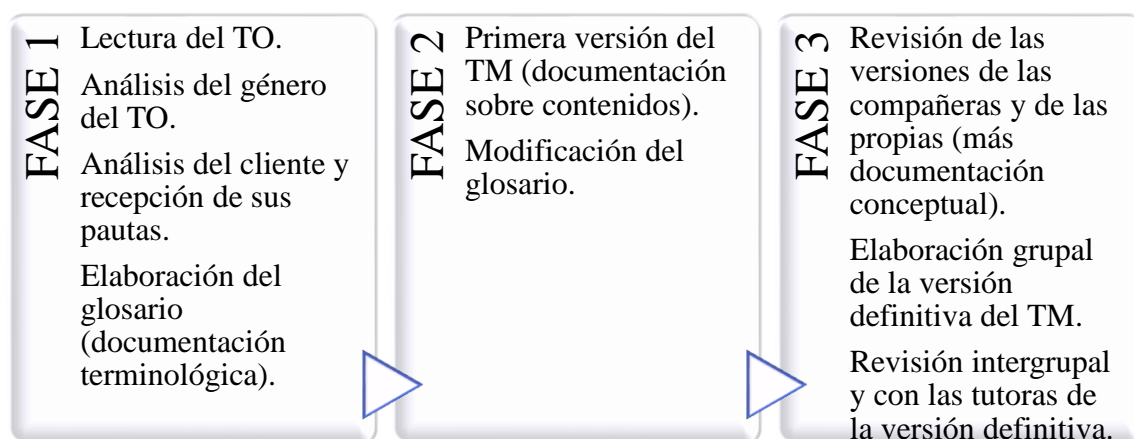 FASE 1
Lectura del TO.
Análisis del género
del TO.
Análisis del cliente y
recepción de sus
pautas.
Elaboración del
glosario
(documentación
terminológica).
FASE 2
Primera versión del
TM (documentación
sobre contenidos).
Modificación del
glosario.
FASE 3
Revisión de las
versiones de las
compañeras y de las
propias (más
documentación
conceptual).
Elaboración grupal
de la versión
definitiva del TM.
Revisión intergrupal
y con las tutoras de
la versión definitiva.